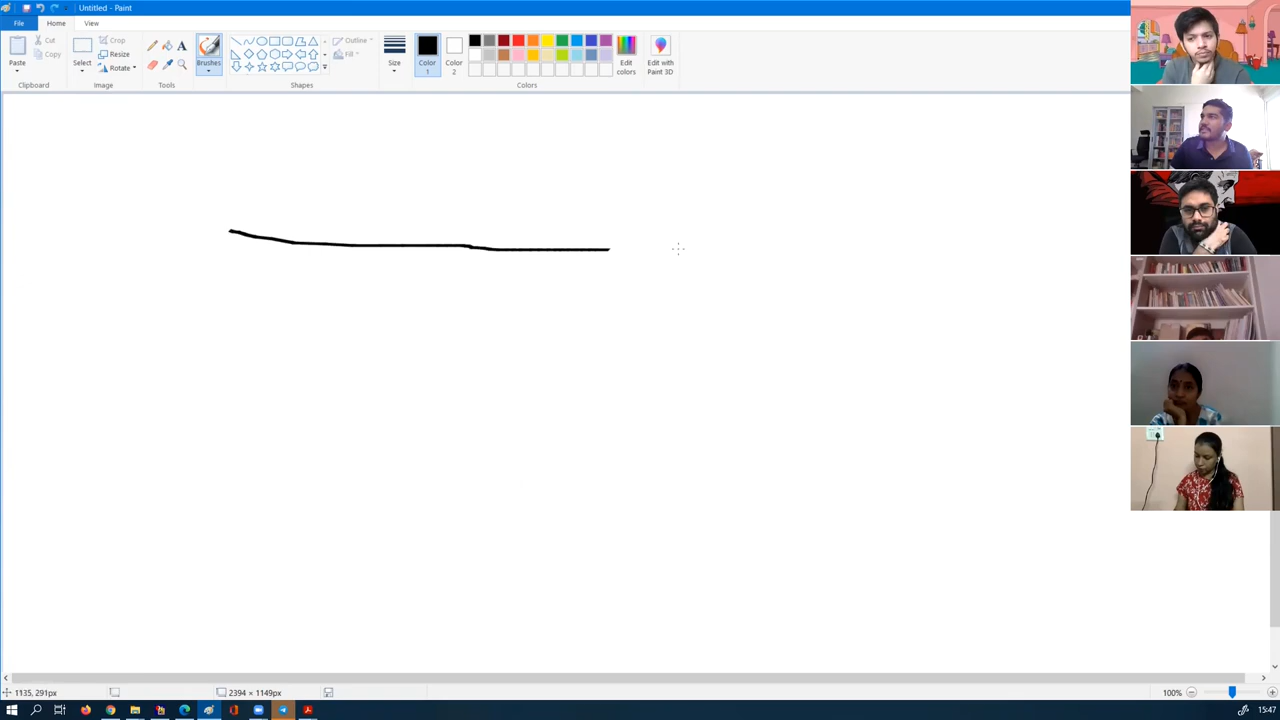 Untitled - Paint
File Home View
Paste
Cut
Copy
Clipboard
Select
Crop
Resize
Rotate
Image
A
Tools
Brushes
Outline
Fill
Shapes
Size
Color
1
Color
2
Edit
colors
Colors
Edit with
Paint 3D
1135, 291px
2394 × 1149px
100%
15:47